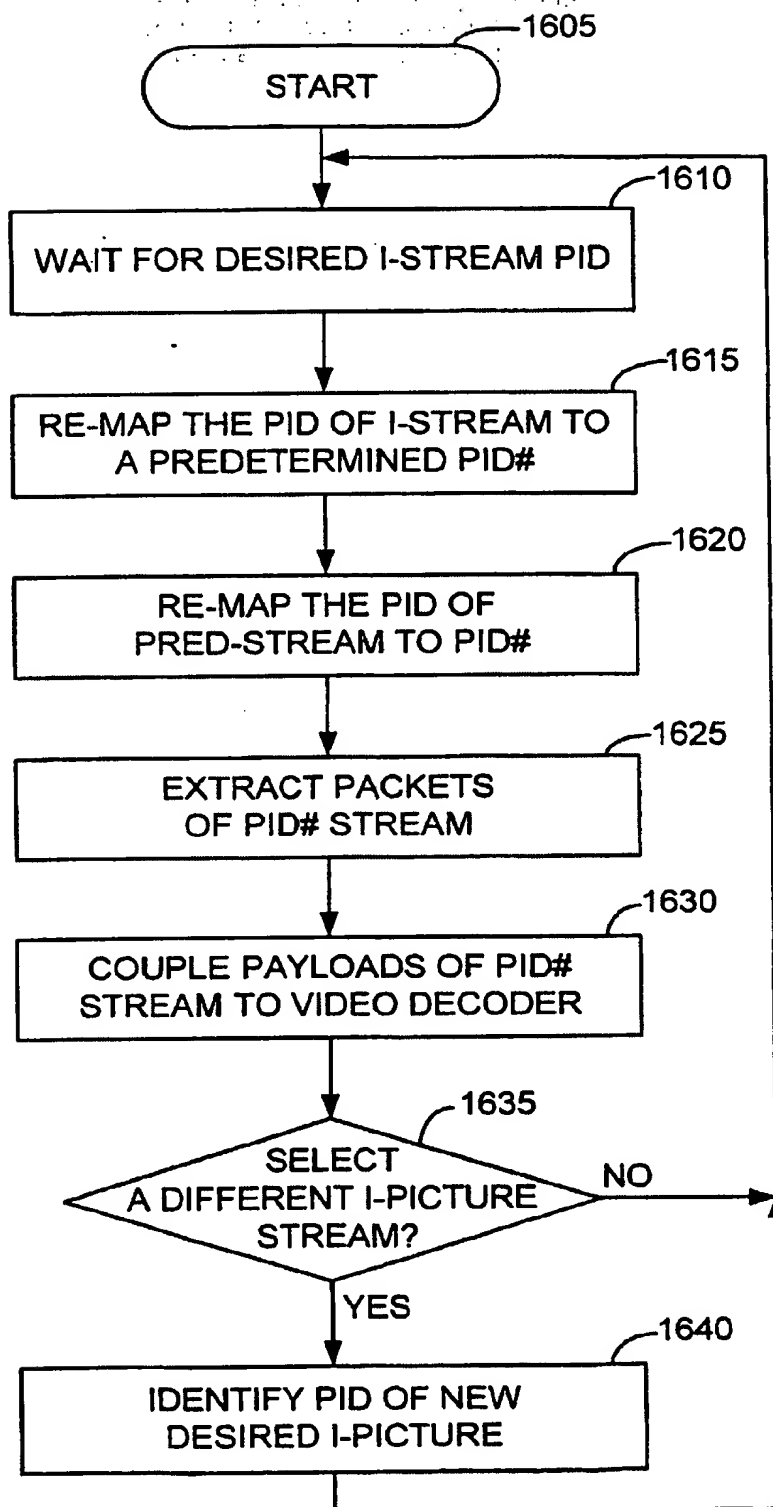 1605
START
1610
WAIT FOR DESIRED I-STREAM PID
1615
RE-MAP THE PID OF I-STREAM TO
A PREDETERMINED PID#
1620
RE-MAP THE PID OF
PRED-STREAM TO PID#
1625
EXTRACT PACKETS
OF PID# STREAM
1630
COUPLE PAYLOADS OF PID#
STREAM TO VIDEO DECODER
1635
SELECT
A DIFFERENT I-PICTURE
STREAM?
NO
YES
1640
IDENTIFY PID OF NEW
DESIRED I-PICTURE